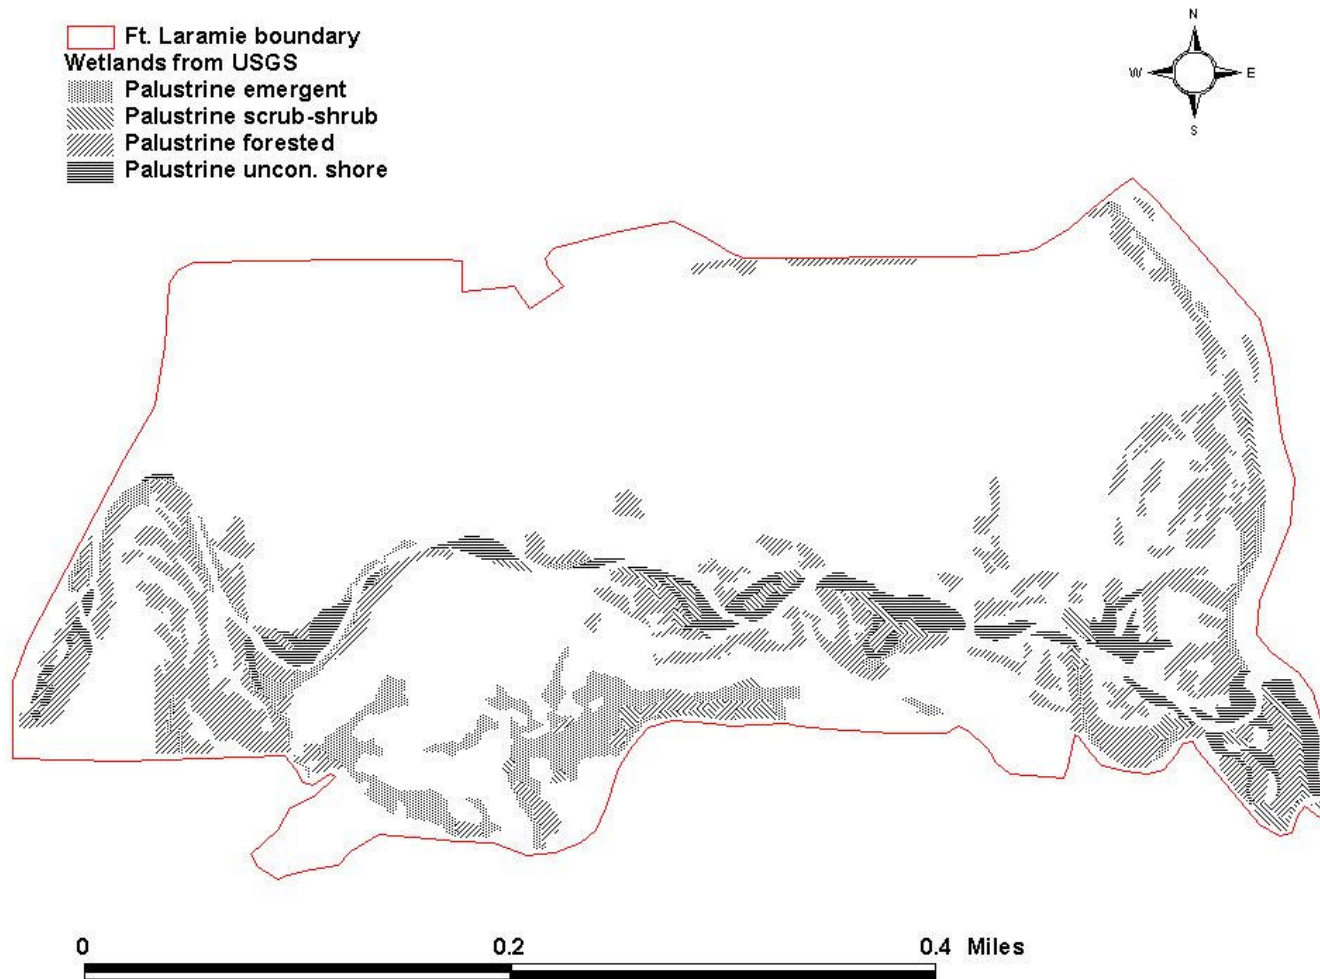 Ft. Laramie boundary
Wetlands from USGS
Palustrine emergent
Palustrine scrub-shrub
Palustrine forested
Palustrine uncon. shore
N
W E
S
0 0.2 0.4 Miles